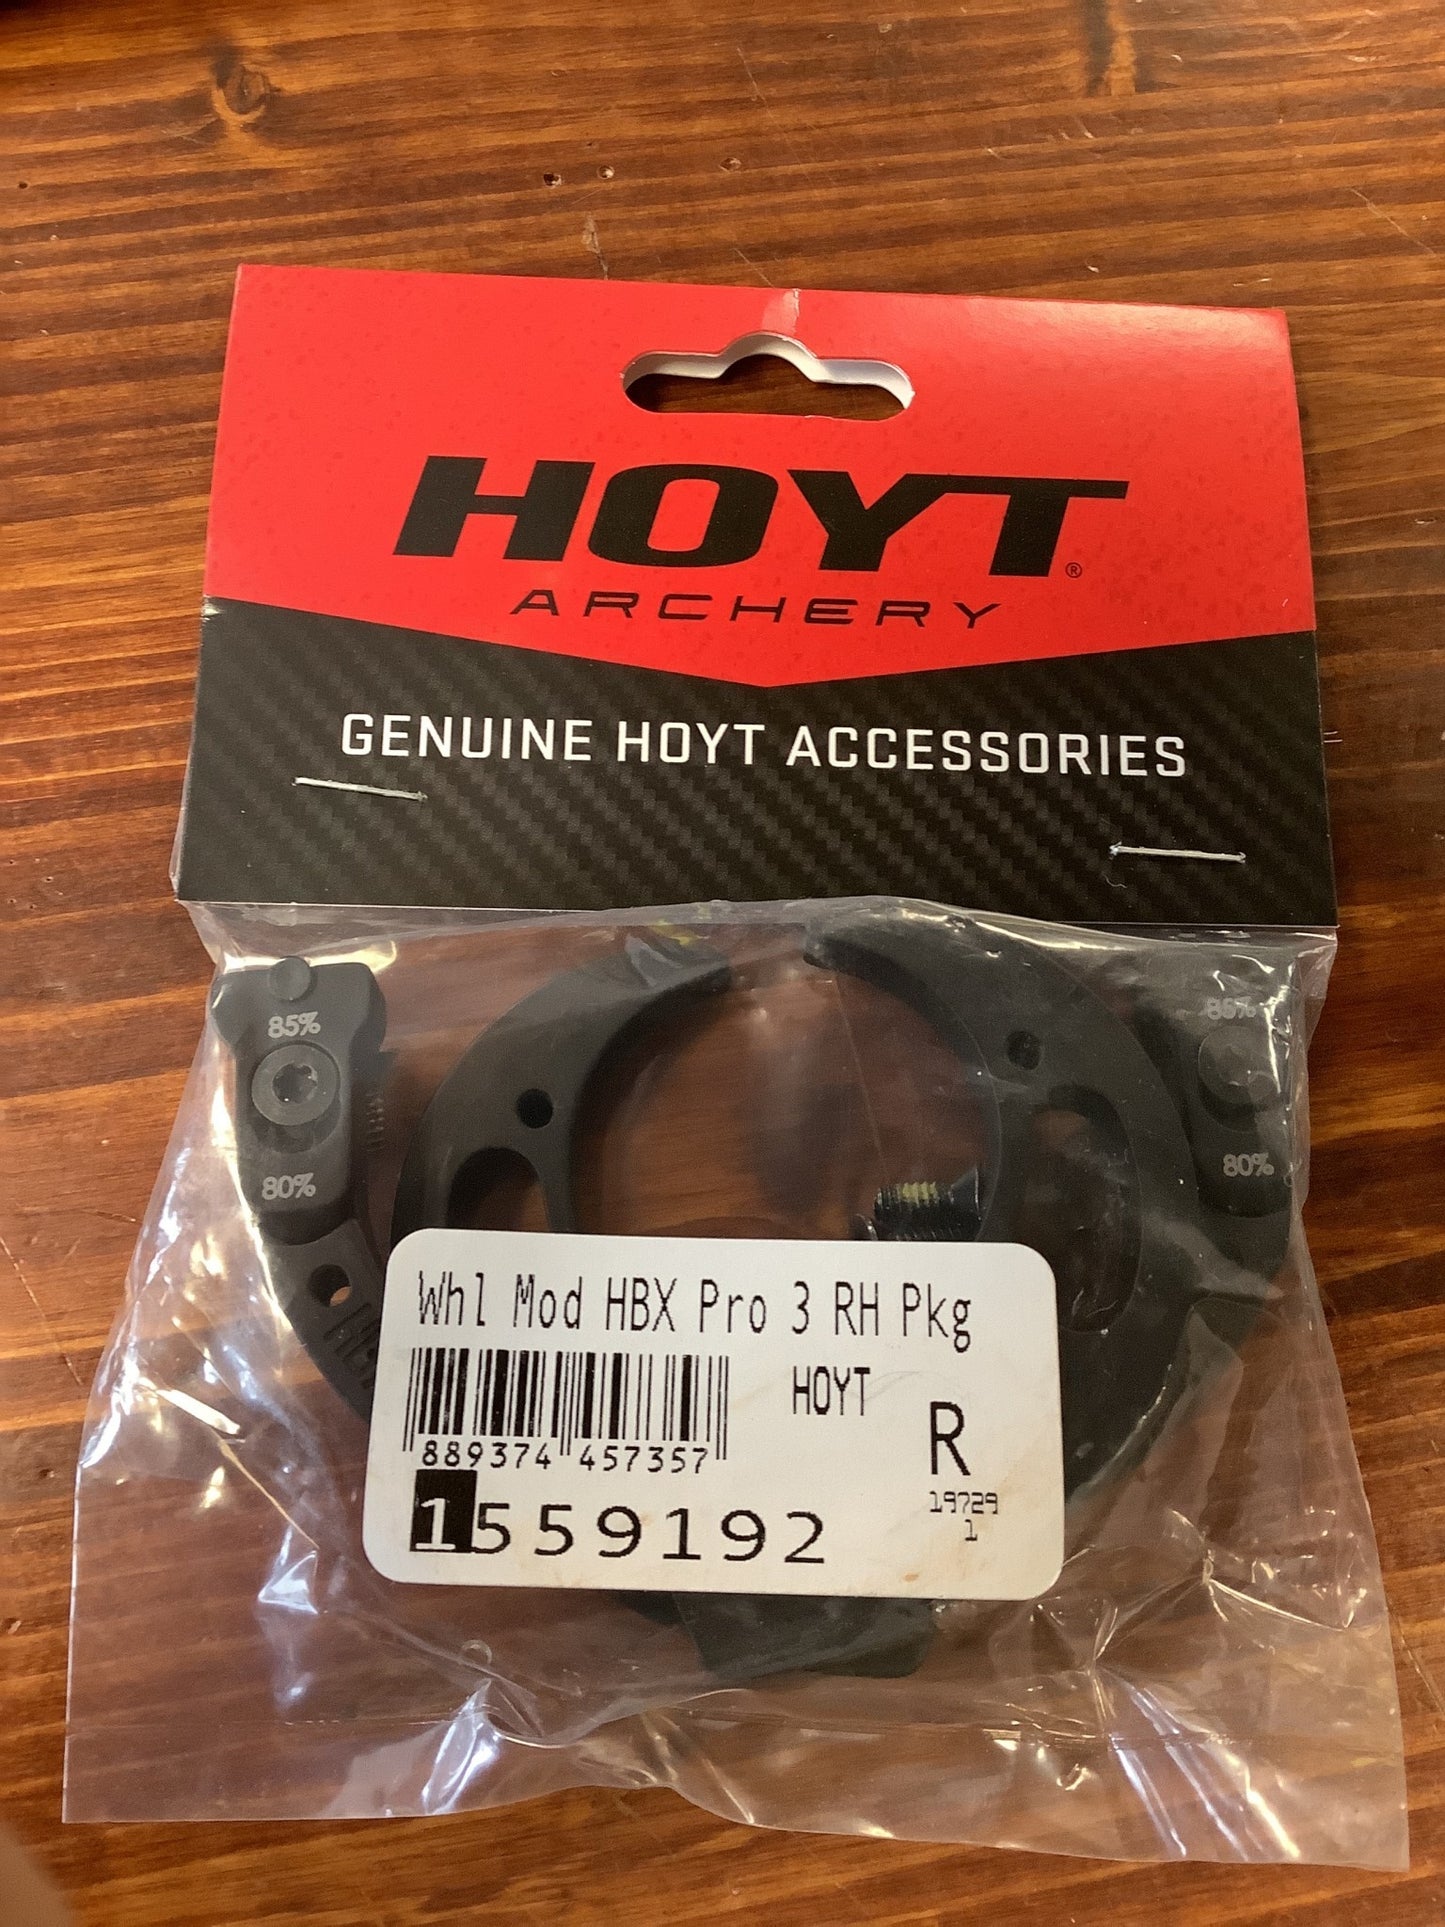 HOYT®
ARCHERY
GENUINE HOYT ACCESSORIES
85%
80%
85%
80%
Whl Mod HBX Pro 3 RH Pkg
HOYT
R
889374 457357
19729
1
1559192